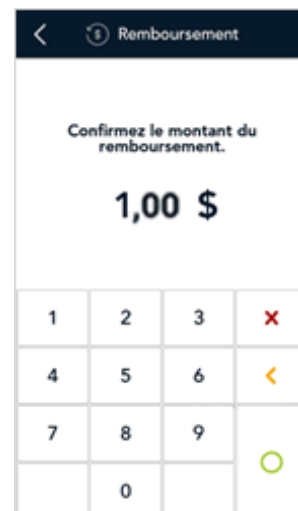 Remboursement
Confirmez le montant du
remboursement.
1,00 $
1 2 3
4 5 6
7 8 9
0